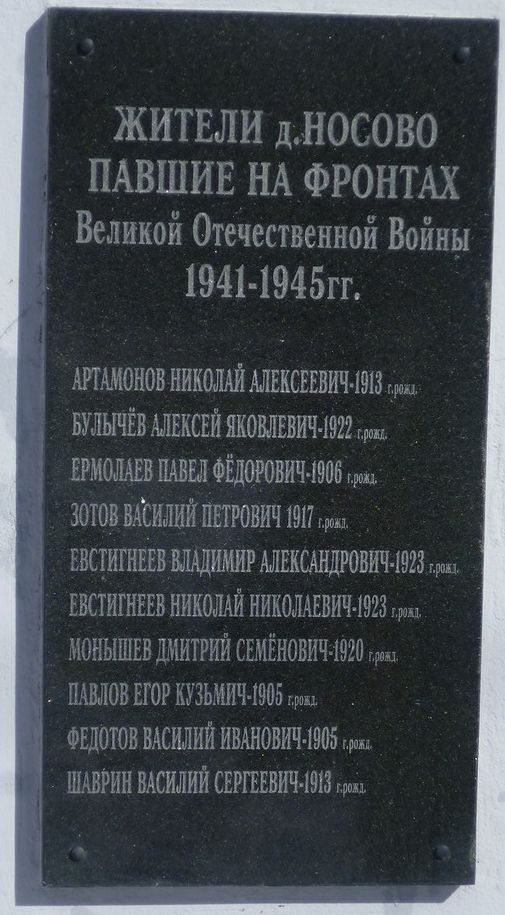 ЖИТЕЛИ д.НОСОВО
ПАВШИЕ НА ФРОНТАХ
Великой Отечественной Войны
1941-1945гг.
АРТАМОНОВ НИКОЛАЙ АЛЕКСЕЕВИЧ-1913 г.рожд.
БУЛЫЧЁВ АЛЕКСЕЙ ЯКОВЛЕВИЧ-1922 г.рожд.
ЕРМОЛАЕВ ПАВЕЛ ФЁДОРОВИЧ-1906 г.рожд.
ЗОТОВ ВАСИЛИЙ ПЕТРОВИЧ 1917 г.рожд.
ЕВСТИГНЕЕВ ВЛАДИМИР АЛЕКСАНДРОВИЧ-1923 г.рожд.
ЕВСТИГНЕЕВ НИКОЛАЙ НИКОЛАЕВИЧ-1923 г.рожд.
МОНЫШЕВ ДМИТРИЙ СЕМЁНОВИЧ-1920 г.рожд.
ПАВЛОВ ЕГОР КУЗЬМИЧ-1905 г.рожд.
ФЕДОТОВ ВАСИЛИЙ ИВАНОВИЧ-1905 г.рожд.
ШАВРИН ВАСИЛИЙ СЕРГЕЕВИЧ-1913 г.рожд.